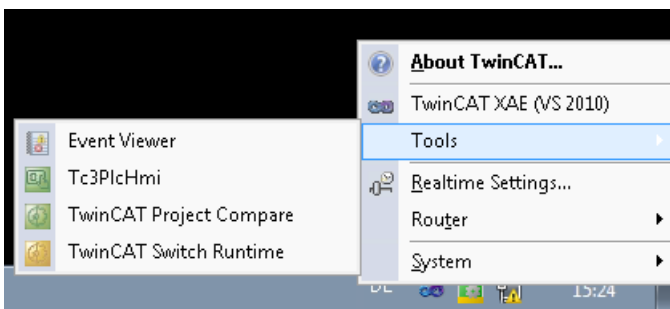 About TwinCAT...
TwinCAT XAE (VS 2010)
Tools
Realtime Settings...
Router
System
Event Viewer
Tc3PlcHmi
TwinCAT Project Compare
TwinCAT Switch Runtime
DE
15:24